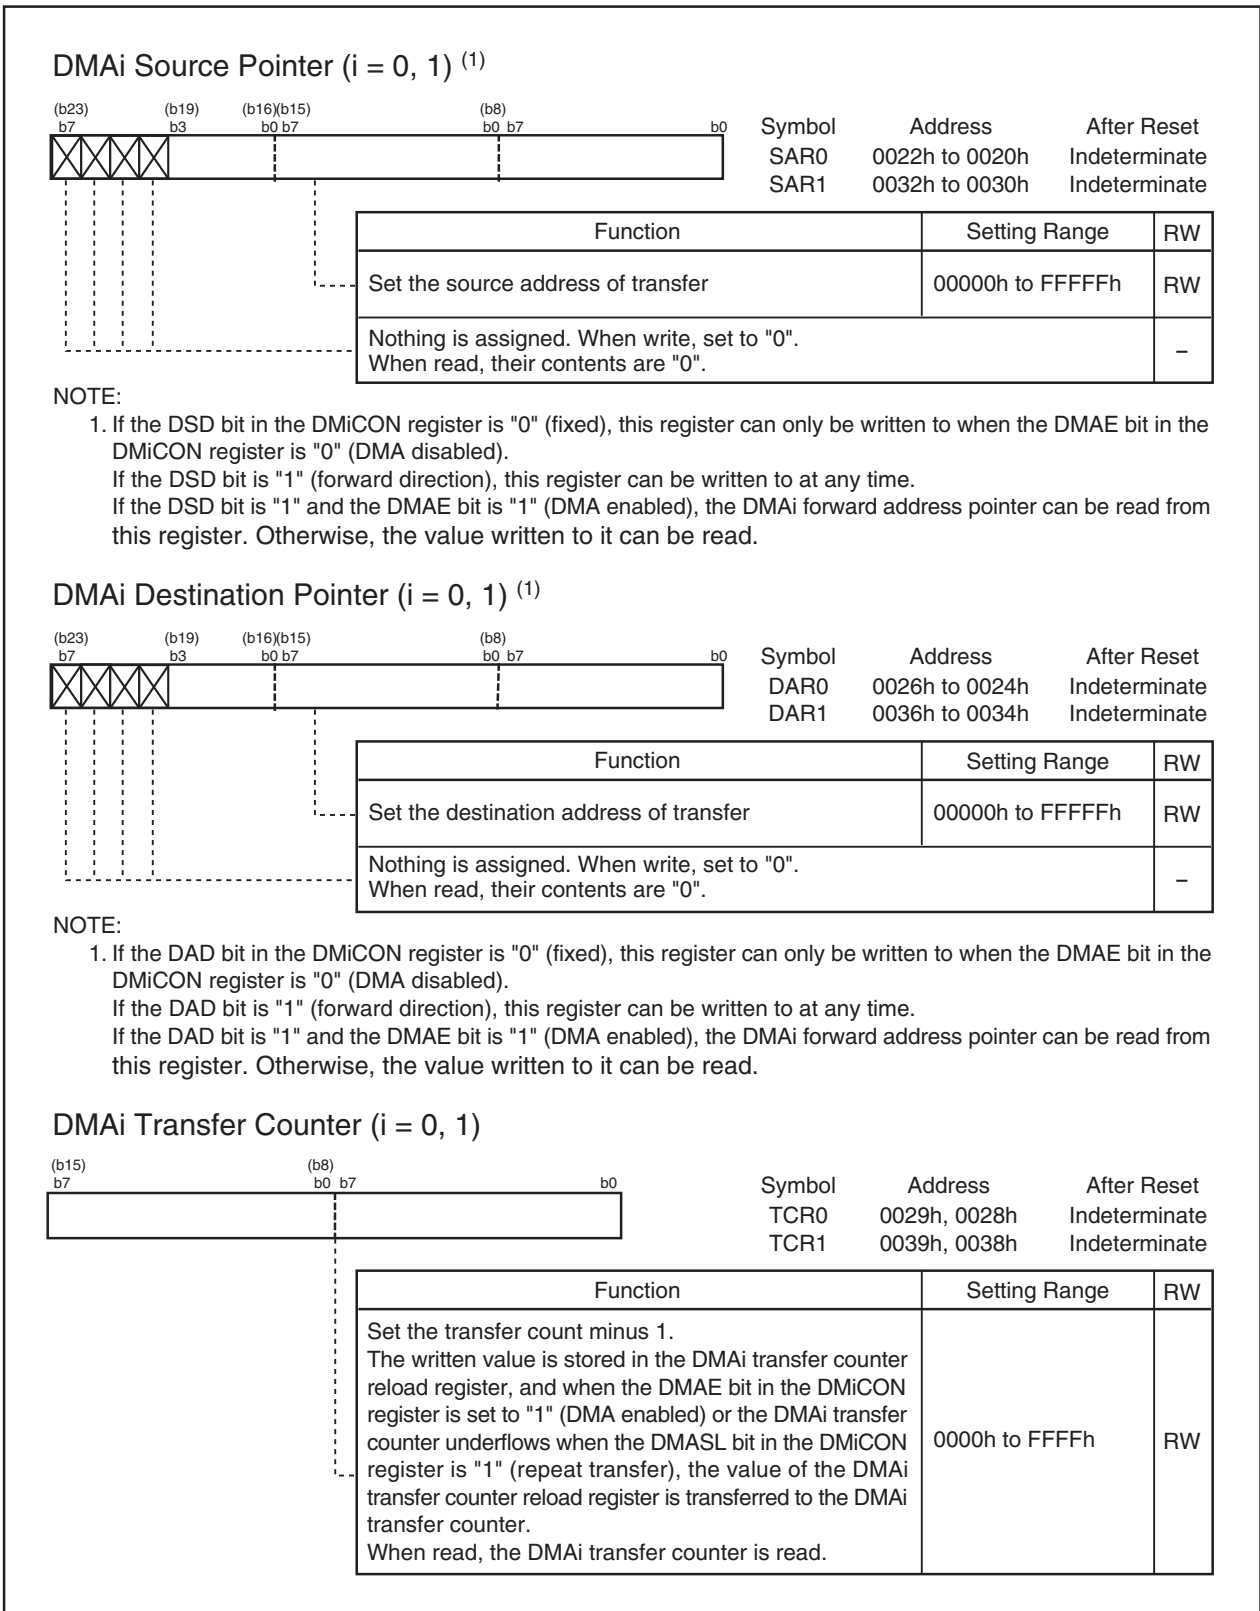 DMAi Source Pointer (i = 0, 1) (1)
(b23) (b19) (b16)(b15) (b8)
b7 b3 b0 b7 b0 b7 b0
Symbol Address After Reset
SAR0 0022h to 0020h Indeterminate
SAR1 0032h to 0030h Indeterminate
Function Setting Range RW
Set the source address of transfer 00000h to FFFFFh RW
Nothing is assigned. When write, set to "0".
When read, their contents are "0". –
NOTE:
1. If the DSD bit in the DMiCON register is "0" (fixed), this register can only be written to when the DMAE bit in the
DMiCON register is "0" (DMA disabled).
If the DSD bit is "1" (forward direction), this register can be written to at any time.
If the DSD bit is "1" and the DMAE bit is "1" (DMA enabled), the DMAi forward address pointer can be read from
this register. Otherwise, the value written to it can be read.
DMAi Destination Pointer (i = 0, 1) (1)
(b23) (b19) (b16)(b15) (b8)
b7 b3 b0 b7 b0 b7 b0
Symbol Address After Reset
DAR0 0026h to 0024h Indeterminate
DAR1 0036h to 0034h Indeterminate
Function Setting Range RW
Set the destination address of transfer 00000h to FFFFFh RW
Nothing is assigned. When write, set to "0".
When read, their contents are "0". –
NOTE:
1. If the DAD bit in the DMiCON register is "0" (fixed), this register can only be written to when the DMAE bit in the
DMiCON register is "0" (DMA disabled).
If the DAD bit is "1" (forward direction), this register can be written to at any time.
If the DAD bit is "1" and the DMAE bit is "1" (DMA enabled), the DMAi forward address pointer can be read from
this register. Otherwise, the value written to it can be read.
DMAi Transfer Counter (i = 0, 1)
(b15) (b8)
b7 b0 b7 b0
Symbol Address After Reset
TCR0 0029h, 0028h Indeterminate
TCR1 0039h, 0038h Indeterminate
Function Setting Range RW
Set the transfer count minus 1.
The written value is stored in the DMAi transfer counter
reload register, and when the DMAE bit in the DMiCON
register is set to "1" (DMA enabled) or the DMAi transfer
counter underflows when the DMASL bit in the DMiCON
register is "1" (repeat transfer), the value of the DMAi
transfer counter reload register is transferred to the DMAi
transfer counter.
When read, the DMAi transfer counter is read.
0000h to FFFFh RW